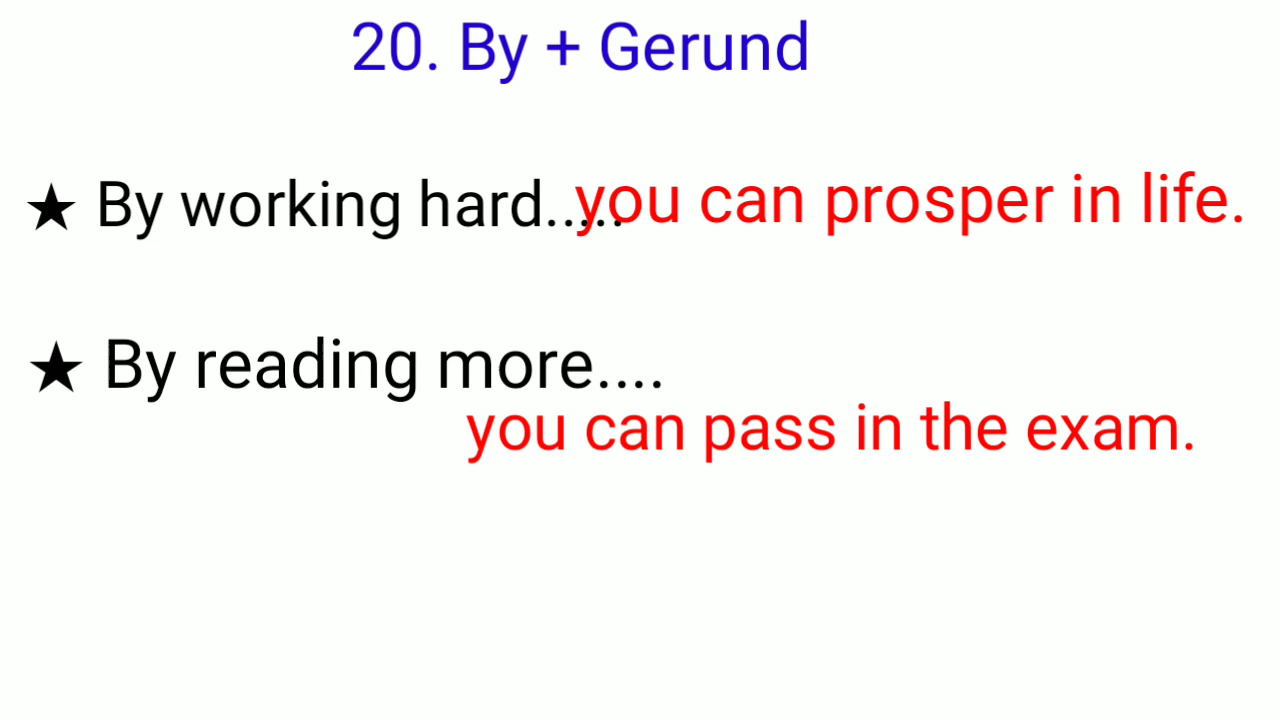 20. By + Gerund
★ By working hard.....you can prosper in life.
★ By reading more....
you can pass in the exam.